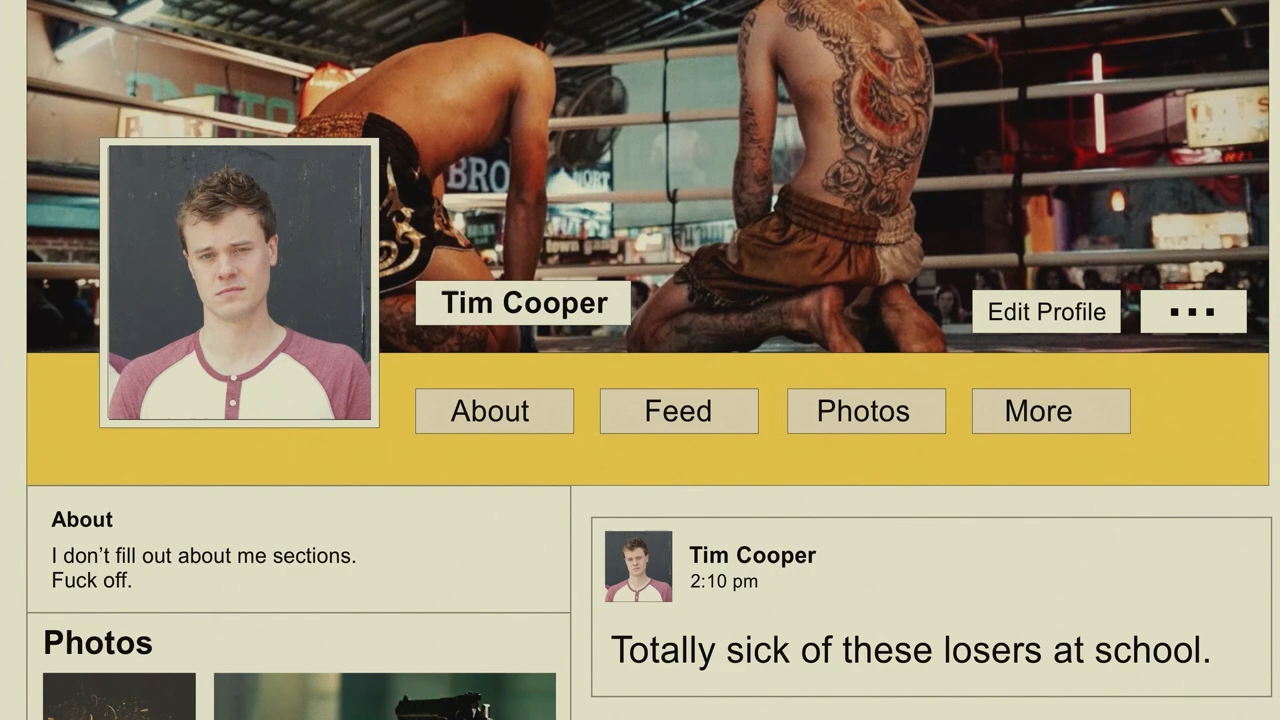 BRO
Tim Cooper
Edit Profile
...
About
Feed
Photos
More
About
I don’t fill out about me sections.
Fuck off.
Photos
Tim Cooper
2:10 pm
Totally sick of these losers at school.